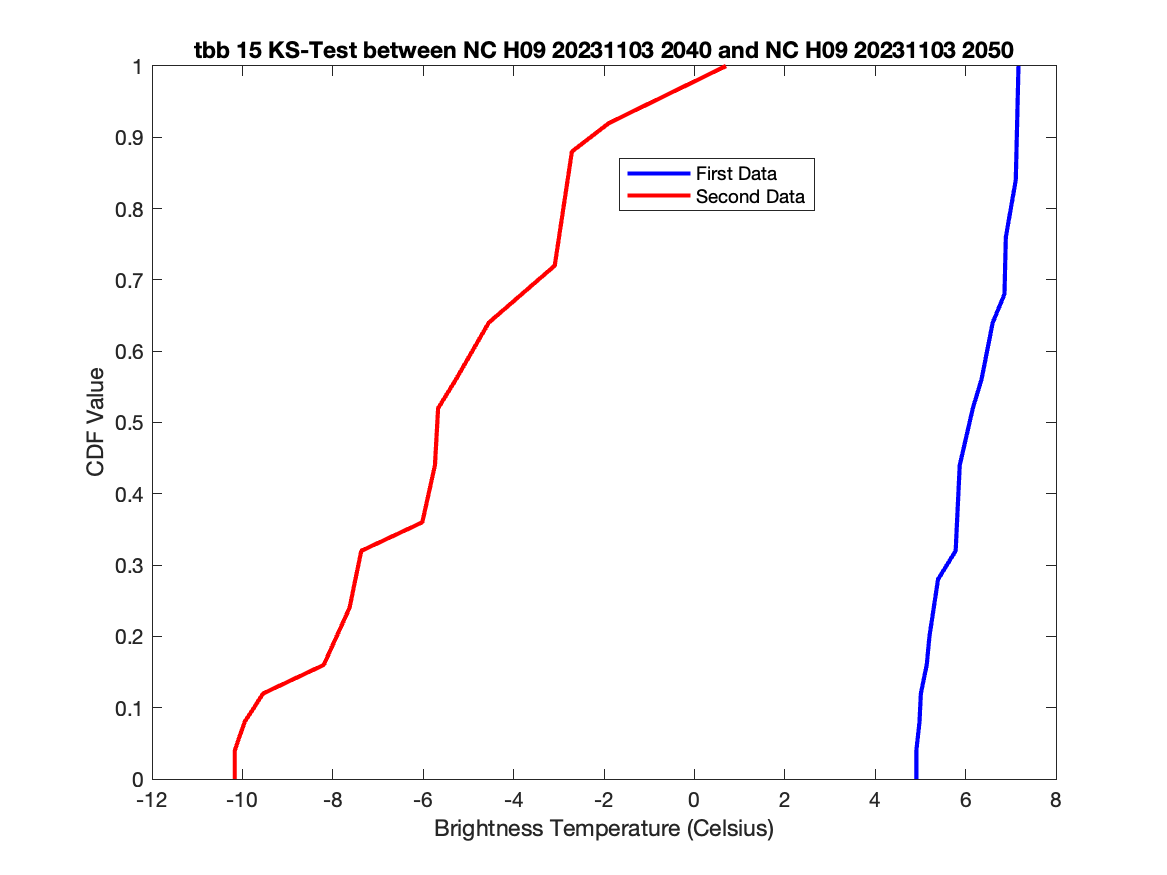 tbb 15 KS-Test between NC H09 20231103 2040 and NC H09 20231103 2050
1
0.9
0.8
0.7
0.6
0.5
0.4
0.3
0.2
0.1
0
CDF Value
First Data
Second Data
-12 -10 -8 -6 -4 -2 0 2 4 6 8
Brightness Temperature (Celsius)